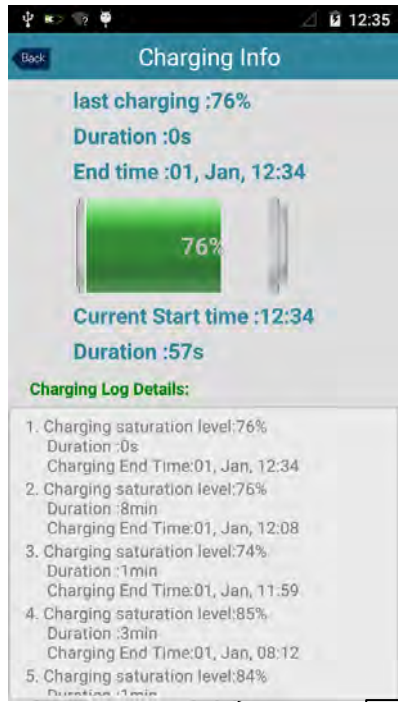 12:35
Back
Charging Info
last charging :76%
Duration :0s
End time :01, Jan, 12:34
76%
Current Start time :12:34
Duration :57s
Charging Log Details:
1. Charging saturation level:76%
Duration :0s
Charging End Time:01, Jan, 12:34
2. Charging saturation level:76%
Duration :8min
Charging End Time:01, Jan, 12:08
3. Charging saturation level:74%
Duration :1min
Charging End Time:01, Jan, 11:59
4. Charging saturation level:85%
Duration :3min
Charging End Time:01, Jan, 08:12
5. Charging saturation level:84%
Duration :1min